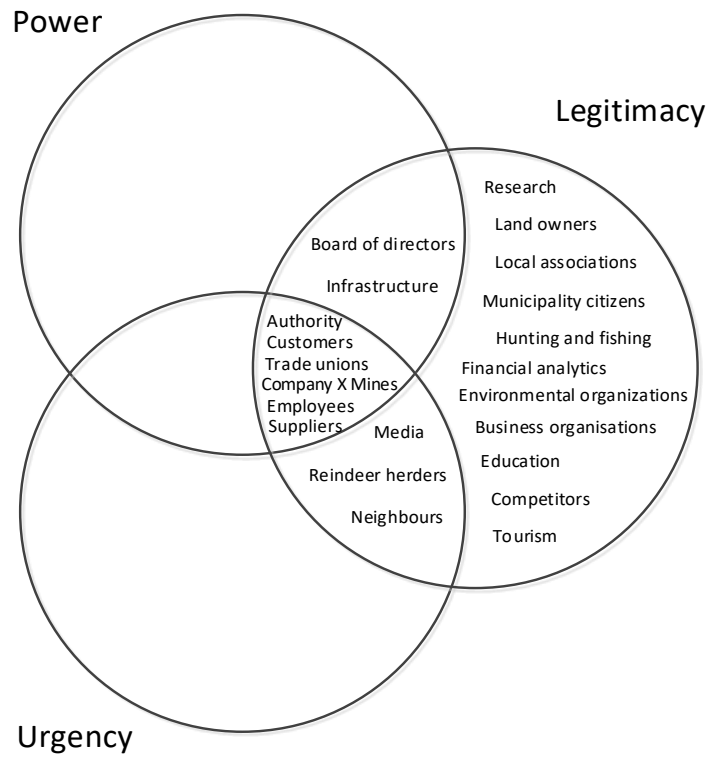 Power
Legitimacy
Research
Land owners
Board of directors
Local associations
Infrastructure
Municipality citizens
Authority
Hunting and fishing
Customers
Trade unions
Financial analytics
Company X Mines
Environmental organizations
Employees
Suppliers
Business organisations
Media
Education
Reindeer herders
Competitors
Neighbours
Tourism
Urgency